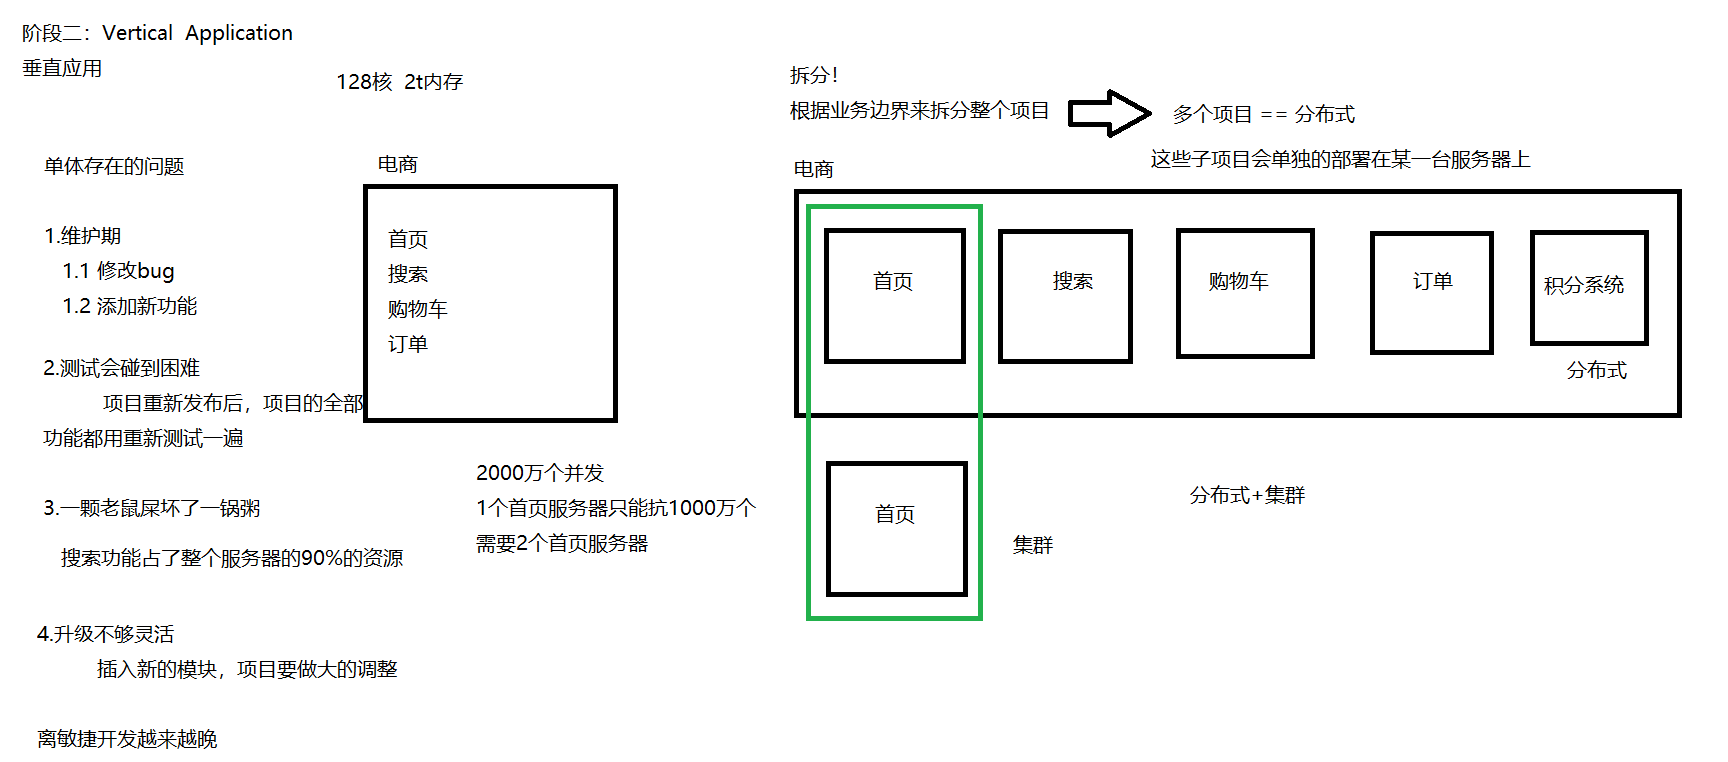 阶段二：Vertical  Application
垂直应用
128核  2t内存
单体存在的问题
1.维护期
1.1 修改bug
1.2 添加新功能
2.测试会碰到困难
项目重新发布后，项目的全部
功能都用重新测试一遍
3.一颗老鼠屎坏了一锅粥
搜索功能占了整个服务器的90%的资源
4.升级不够灵活
插入新的模块，项目要做大的调整
离敏捷开发越来越晚
电商
首页
搜索
购物车
订单
2000万个并发
1个首页服务器只能抗1000万个
需要2个首页服务器
拆分！
根据业务边界来拆分整个项目
多个项目 == 分布式
这些子项目会单独的部署在某一台服务器上
电商
首页
搜索
购物车
订单
积分系统
分布式
首页
集群
分布式+集群